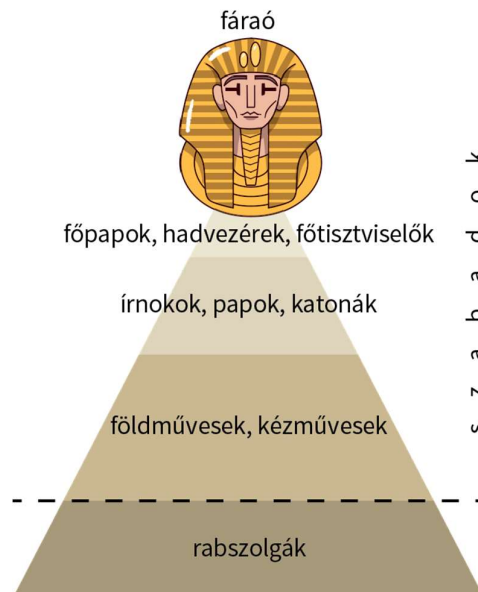 fáraó
főpapok, hadvezérek, főtisztviselők
írnokok, papok, katonák
földművesek, kézművesek
rabszolgák
szabadok